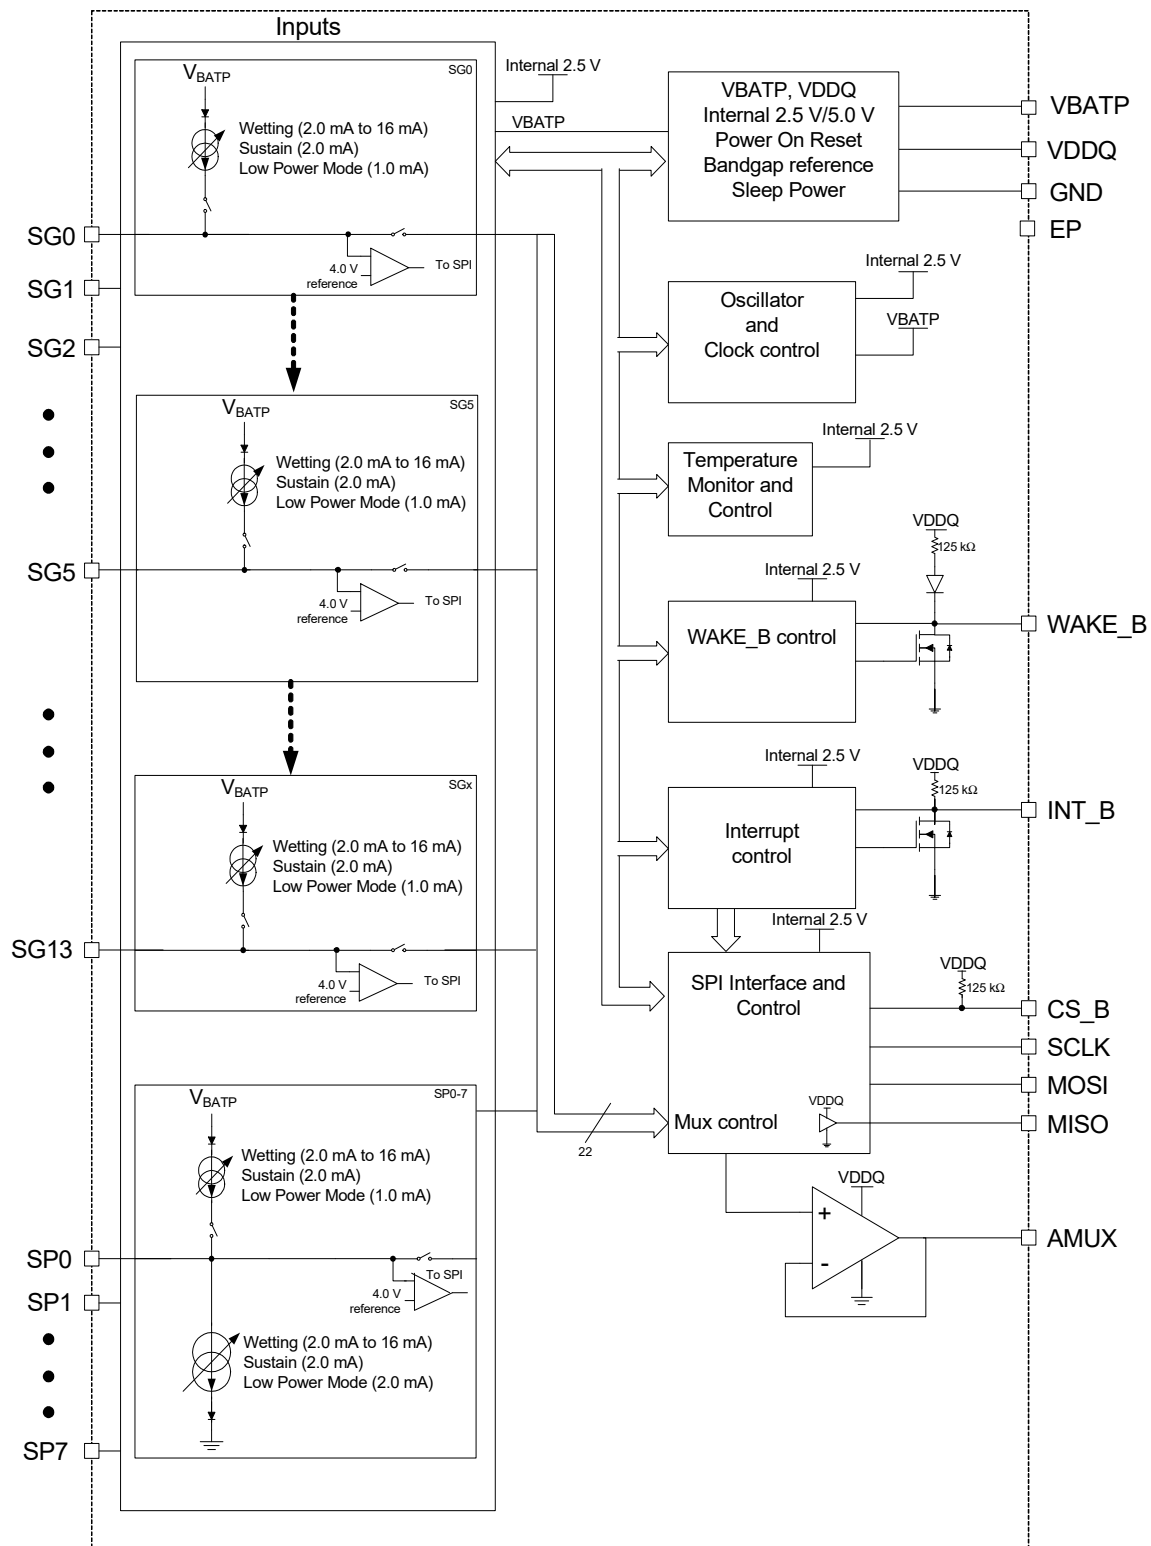 Inputs
SG0
VBATP
Wetting (2.0 mA to 16 mA)
Sustain (2.0 mA)
Low Power Mode (1.0 mA)
4.0 V
reference
To SPI
SG5
VBATP
Wetting (2.0 mA to 16 mA)
Sustain (2.0 mA)
Low Power Mode (1.0 mA)
4.0 V
reference
To SPI
SGx
VBATP
Wetting (2.0 mA to 16 mA)
Sustain (2.0 mA)
Low Power Mode (1.0 mA)
4.0 V
reference
To SPI
SP0-7
VBATP
Wetting (2.0 mA to 16 mA)
Sustain (2.0 mA)
Low Power Mode (1.0 mA)
To SPI
4.0 V
reference
Wetting (2.0 mA to 16 mA)
Sustain (2.0 mA)
Low Power Mode (2.0 mA)
SG0
SG1
SG2
SG5
SG13
SP0
SP1
SP7
Internal 2.5 V
VBATP
VBATP, VDDQ
Internal 2.5 V/5.0 V
Power On Reset
Bandgap reference
Sleep Power
Internal 2.5 V
Oscillator
and
Clock control
VBATP
Internal 2.5 V
Temperature
Monitor and
Control
Internal 2.5 V
WAKE_B control
VDDQ
125 kΩ
Internal 2.5 V
Interrupt
control
VDDQ
125 kΩ
Internal 2.5 V
SPI Interface and
Control
VDDQ
125 kΩ
Mux control
VDDQ
22
VDDQ
+
-
VBATP
VDDQ
GND
EP
WAKE_B
INT_B
CS_B
SCLK
MOSI
MISO
AMUX